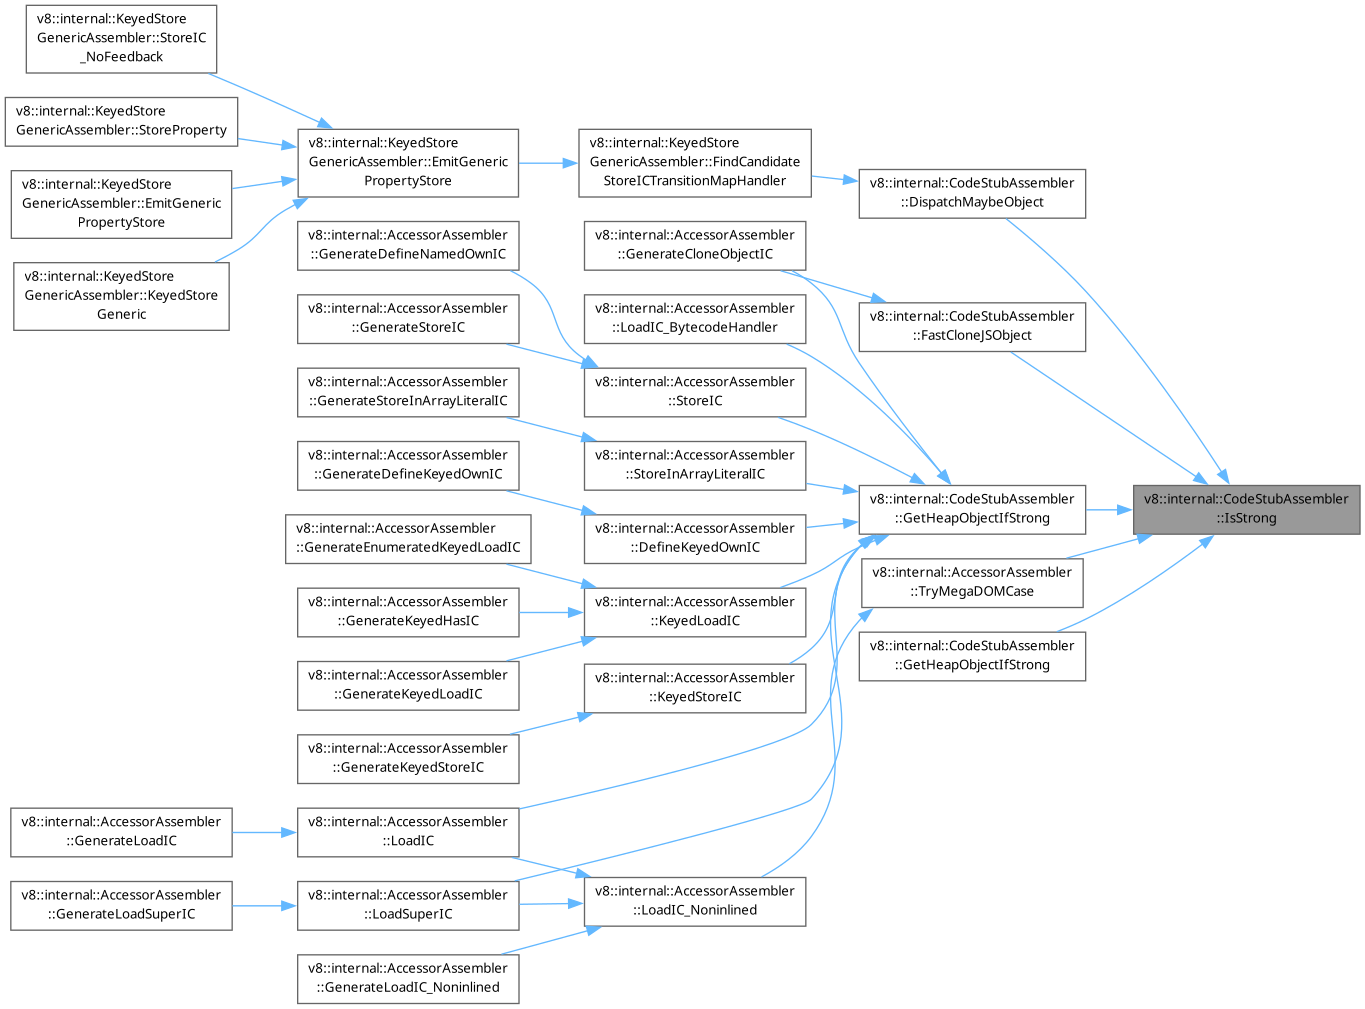 v8::internal::KeyedStore
GenericAssembler::StoreIC
_NoFeedback
v8::internal::KeyedStore
GenericAssembler::StoreProperty
v8::internal::KeyedStore
GenericAssembler::EmitGeneric
PropertyStore
v8::internal::KeyedStore
GenericAssembler::KeyedStore
Generic
v8::internal::AccessorAssembler
::GenerateLoadIC
v8::internal::AccessorAssembler
::GenerateLoadSuperIC
v8::internal::KeyedStore
GenericAssembler::EmitGeneric
PropertyStore
v8::internal::AccessorAssembler
::GenerateDefineNamedOwnIC
v8::internal::AccessorAssembler
::GenerateStoreIC
v8::internal::AccessorAssembler
::GenerateStoreInArrayLiteralIC
v8::internal::AccessorAssembler
::GenerateDefineKeyedOwnIC
v8::internal::AccessorAssembler
::GenerateEnumeratedKeyedLoadIC
v8::internal::AccessorAssembler
::GenerateKeyedHasIC
v8::internal::AccessorAssembler
::GenerateKeyedLoadIC
v8::internal::AccessorAssembler
::GenerateKeyedStoreIC
v8::internal::AccessorAssembler
::LoadIC
v8::internal::AccessorAssembler
::LoadSuperIC
v8::internal::AccessorAssembler
::GenerateLoadIC_Noninlined
v8::internal::KeyedStore
GenericAssembler::FindCandidate
StoreICTransitionMapHandler
v8::internal::AccessorAssembler
::GenerateCloneObjectIC
v8::internal::AccessorAssembler
::LoadIC_BytecodeHandler
v8::internal::AccessorAssembler
::StoreIC
v8::internal::AccessorAssembler
::StoreInArrayLiteralIC
v8::internal::AccessorAssembler
::DefineKeyedOwnIC
v8::internal::AccessorAssembler
::KeyedLoadIC
v8::internal::AccessorAssembler
::KeyedStoreIC
v8::internal::AccessorAssembler
::LoadIC_Noninlined
v8::internal::CodeStubAssembler
::DispatchMaybeObject
v8::internal::CodeStubAssembler
::FastCloneJSObject
v8::internal::CodeStubAssembler
::GetHeapObjectIfStrong
v8::internal::AccessorAssembler
::TryMegaDOMCase
v8::internal::CodeStubAssembler
::GetHeapObjectIfStrong
v8::internal::CodeStubAssembler
::IsStrong